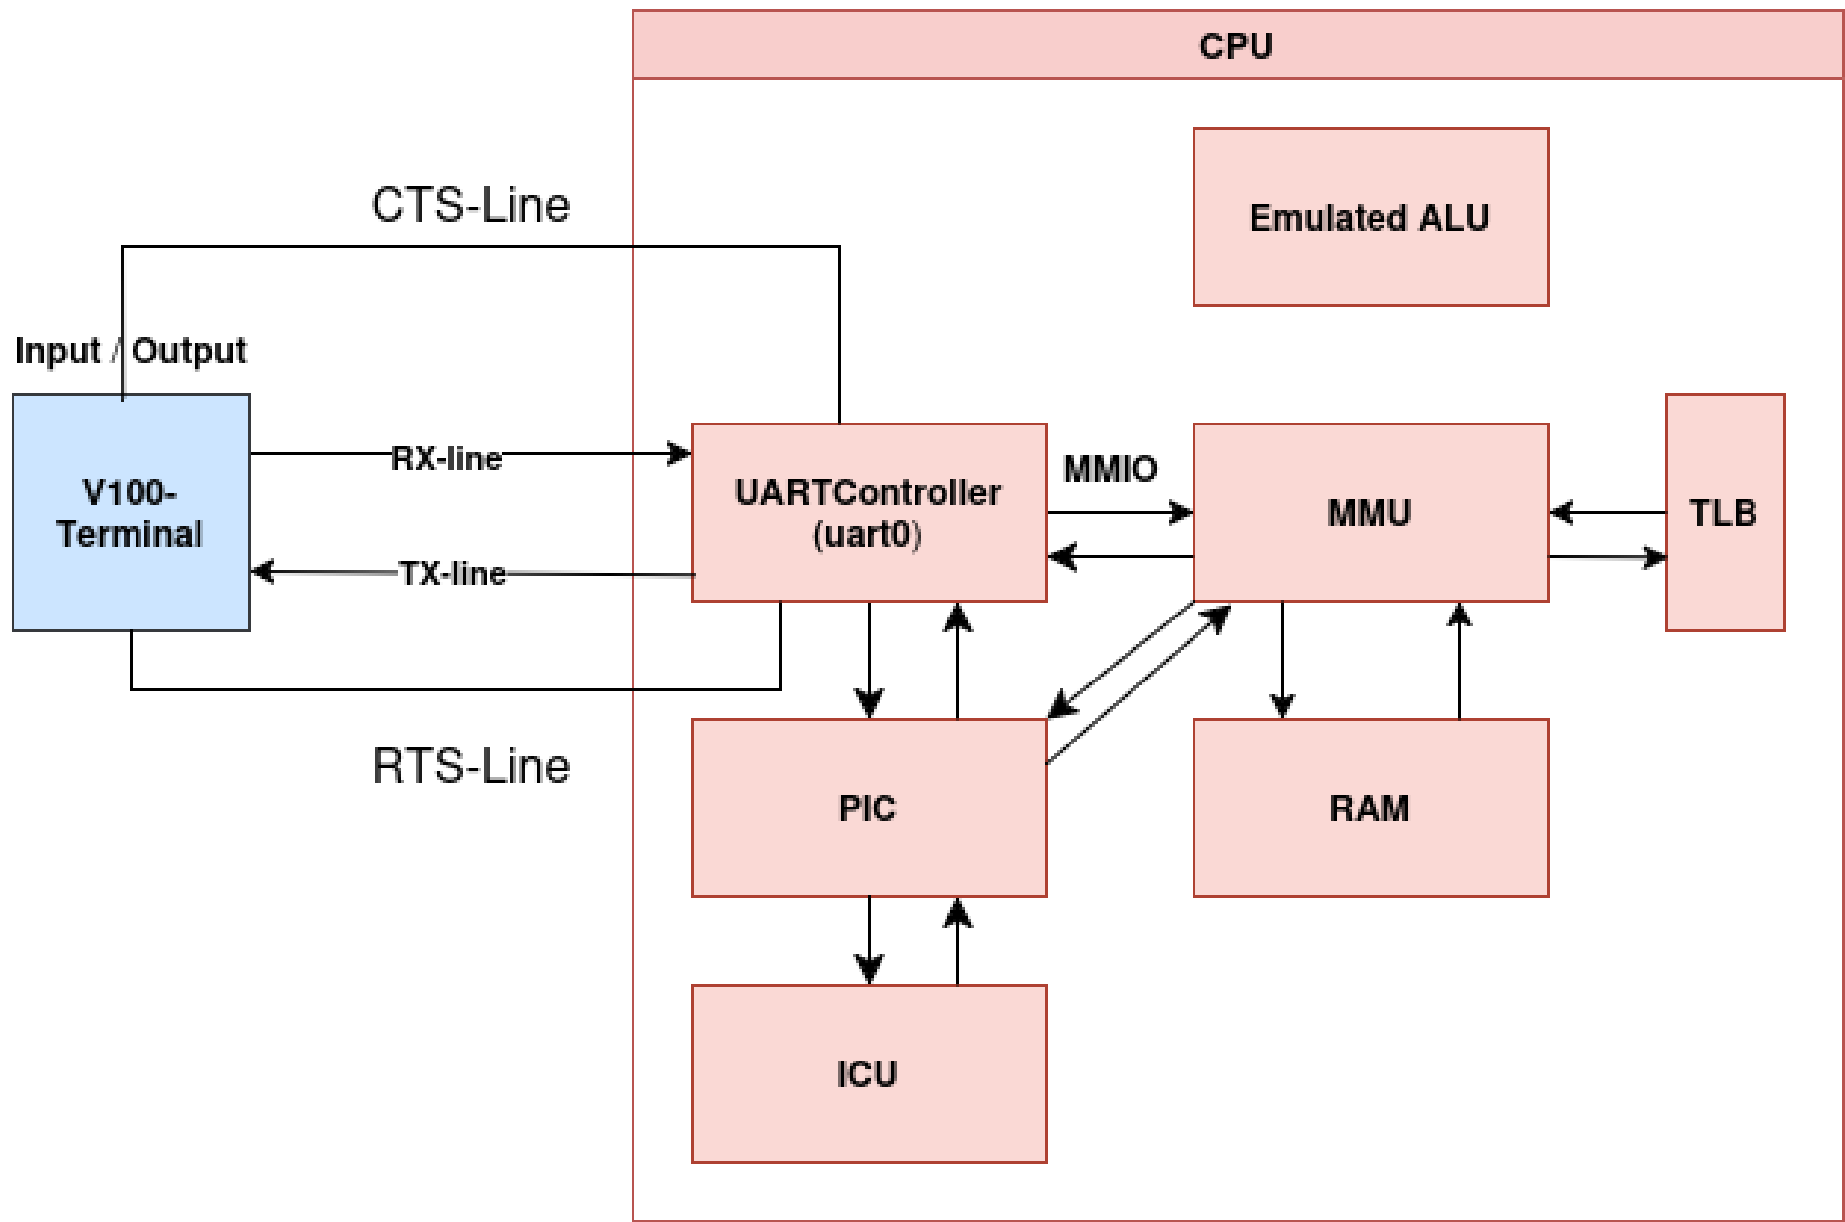 CPU
Emulated ALU
CTS-Line
Input / Output
V100-
Terminal
RX-line
TX-line
UARTController
(uart0)
MMIO
MMU
TLB
RTS-Line
PIC
RAM
ICU